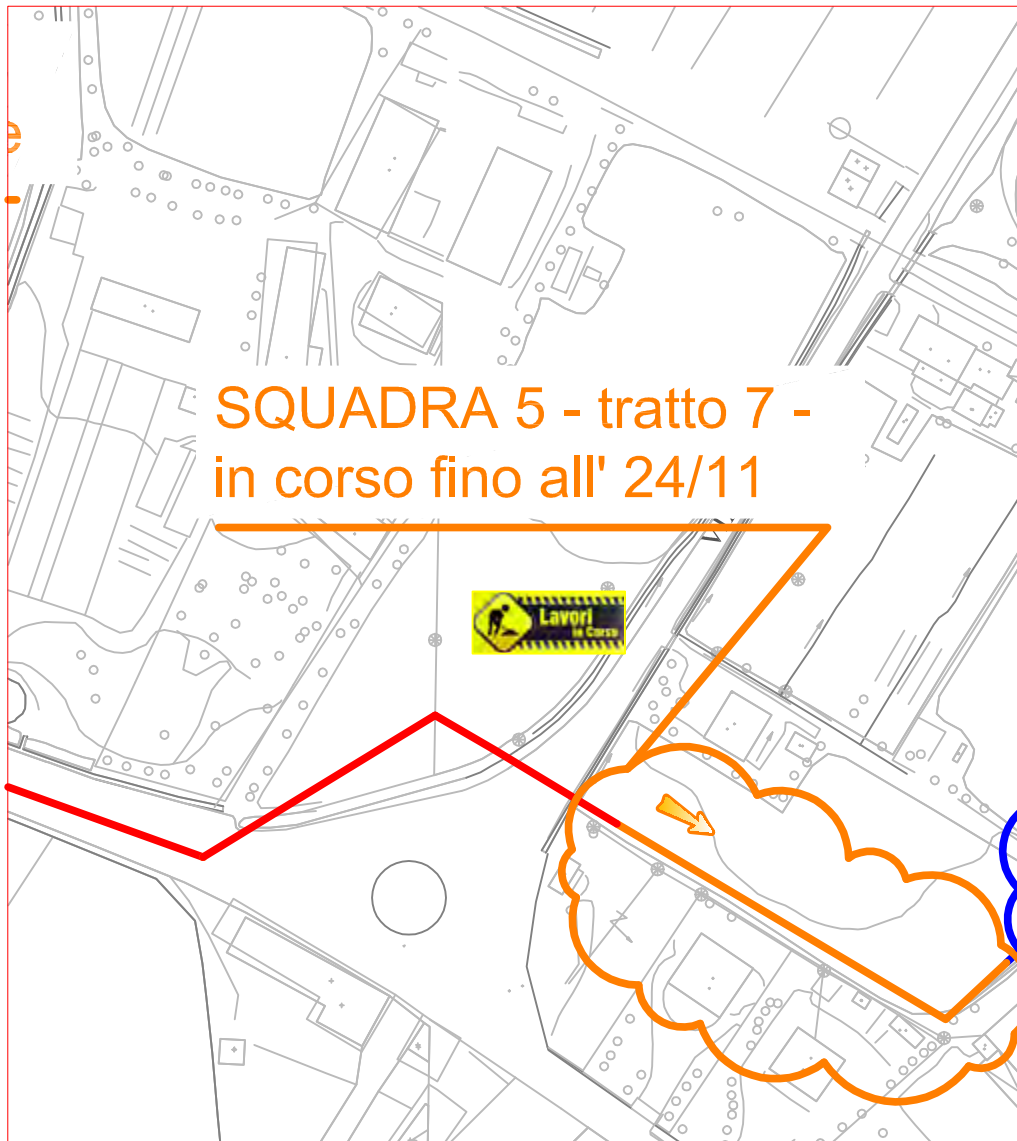 e
SQUADRA 5 - tratto 7 -
in corso fino all' 24/11
Lavori
in Corso